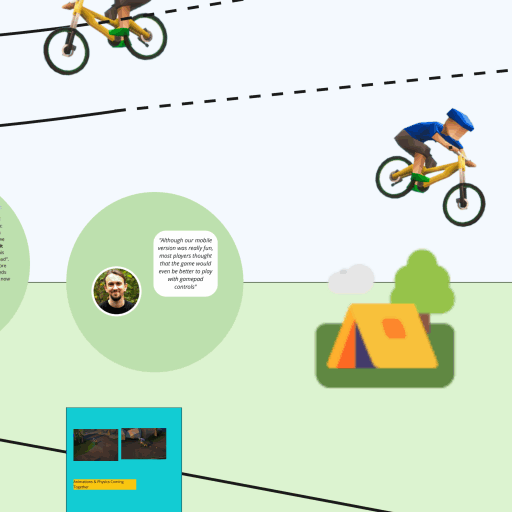 "Although our mobile
version was really fun,
most players thought
that the game would
even be better to play
with gamepad
controls"
Animations & Physics Coming
Together